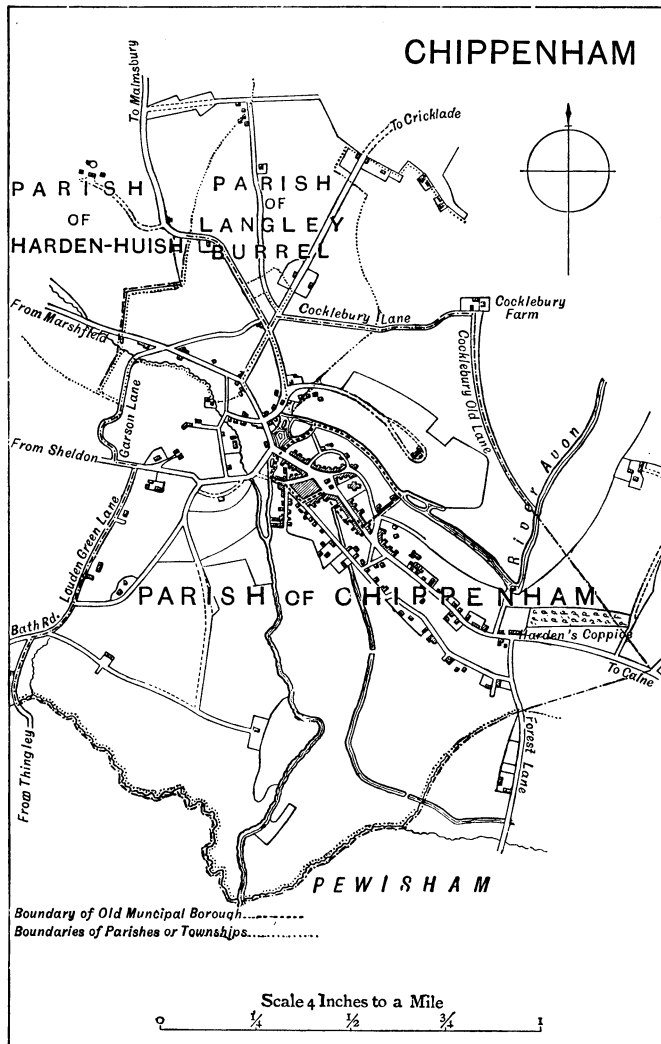 CHIPPENHAM
To Malmsbury
To Cricklade
PARISH
OF
HARDEN-HUISH
PARISH
OF
LANGLEY
BURREL
From Marshfield
Cocklebury Lane
Cocklebury
Farm
Cocklebury Old Lane
River Avon
Garson Lane
From Sheldon
Lowden Green Lane
PARISH OF CHIPPENHAM
Bath Rd.
Harden's Coppice
To Calne
From Thingley
Forest Lane
PEWISHAM
Boundary of Old Muncipal Borough
Boundaries of Parishes or Townships
Scale 4 Inches to a Mile
0 1/4 1/2 3/4 1